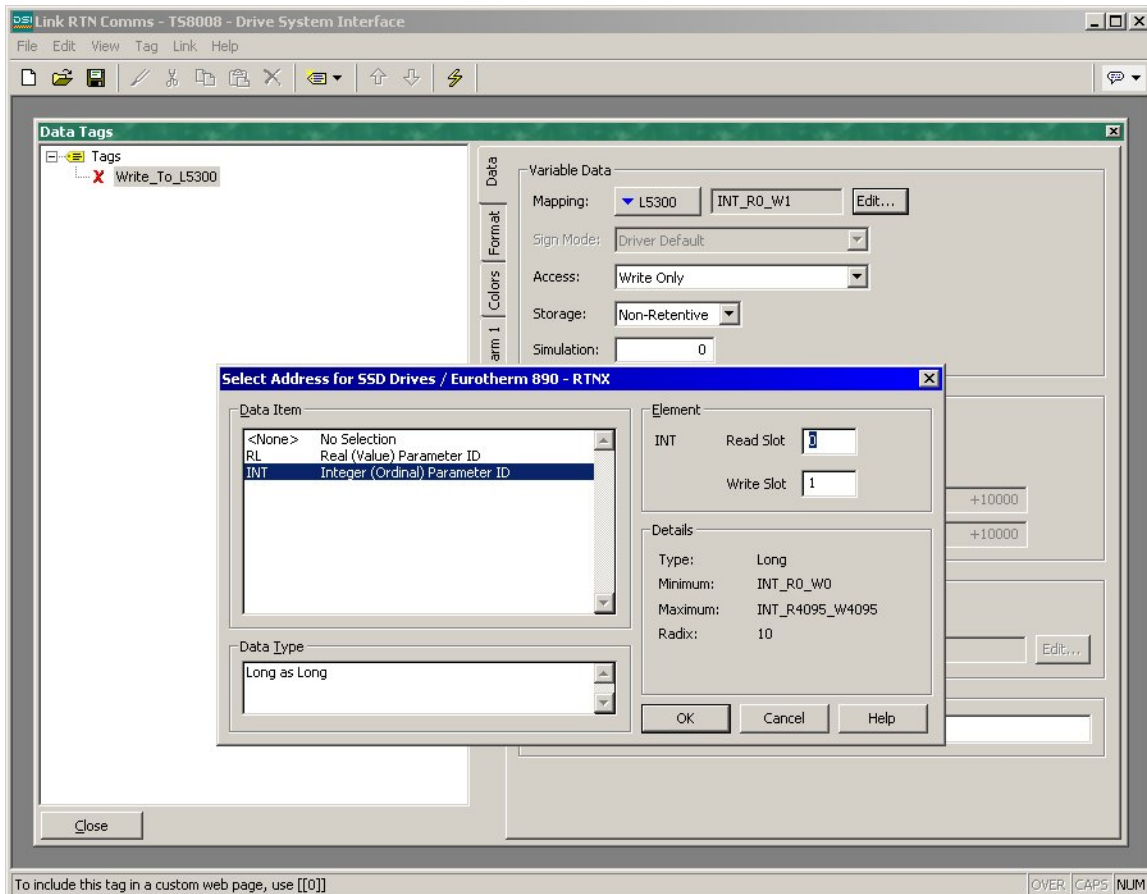 DSI Link RTN Comms - TS8008 - Drive System Interface
File Edit View Tag Link Help
Data Tags
Tags
Write_To_L5300
Data
Format
Colors
arm 1
Variable Data
Mapping: L5300 INT_R0_W1 Edit...
Sign Mode: Driver Default
Access: Write Only
Storage: Non-Retentive
Simulation: 0
Select Address for SSD Drives / Eurotherm 890 - RTNX
Data Item
<None> No Selection
RL Real (Value) Parameter ID
INT Integer (Ordinal) Parameter ID
Data Type
Long as Long
Element
INT Read Slot 0
Write Slot 1
Details
Type: Long
Minimum: INT_R0_W0
Maximum: INT_R4095_W4095
Radix: 10
OK Cancel Help
+10000
+10000
Edit...
Close
To include this tag in a custom web page, use [[0]]
OVER CAPS NUM